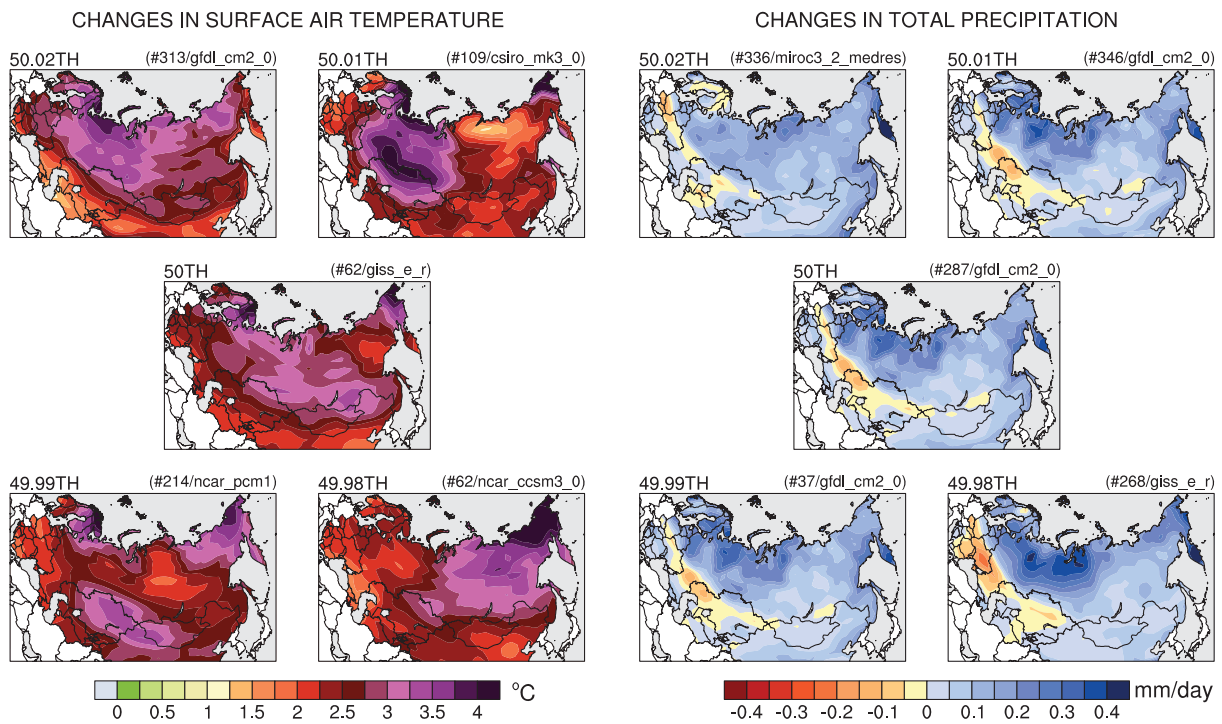 CHANGES IN SURFACE AIR TEMPERATURE
CHANGES IN TOTAL PRECIPITATION
50.02TH (#313/gfdl_cm2_0)
50.01TH (#109/csiro_mk3_0)
50.02TH (#336/miroc3_2_medres)
50.01TH (#346/gfdl_cm2_0)
50TH (#62/giss_e_r)
50TH (#287/gfdl_cm2_0)
49.99TH (#214/ncar_pcm1)
49.98TH (#62/ncar_ccsm3_0)
49.99TH (#37/gfdl_cm2_0)
49.98TH (#268/giss_e_r)
°C
0 0.5 1 1.5 2 2.5 3 3.5 4
mm/day
-0.4 -0.3 -0.2 -0.1 0 0.1 0.2 0.3 0.4